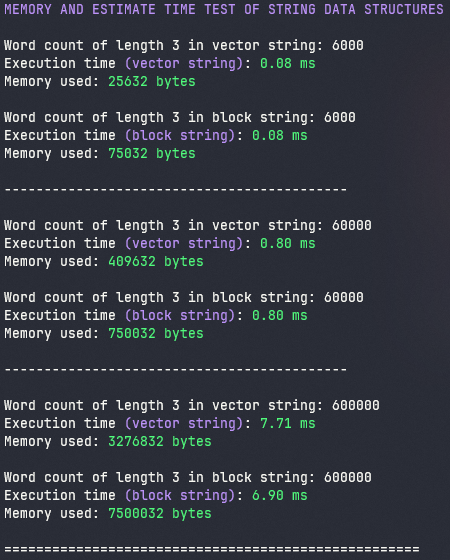 MEMORY AND ESTIMATE TIME TEST OF STRING DATA STRUCTURES
Word count of length 3 in vector string: 6000
Execution time (vector string): 0.08 ms
Memory used: 25632 bytes
Word count of length 3 in block string: 6000
Execution time (block string): 0.08 ms
Memory used: 75032 bytes
-------------------------------------------
Word count of length 3 in vector string: 60000
Execution time (vector string): 0.80 ms
Memory used: 409632 bytes
Word count of length 3 in block string: 60000
Execution time (block string): 0.80 ms
Memory used: 750032 bytes
-------------------------------------------
Word count of length 3 in vector string: 600000
Execution time (vector string): 7.71 ms
Memory used: 3276832 bytes
Word count of length 3 in block string: 600000
Execution time (block string): 6.90 ms
Memory used: 7500032 bytes
====================================================